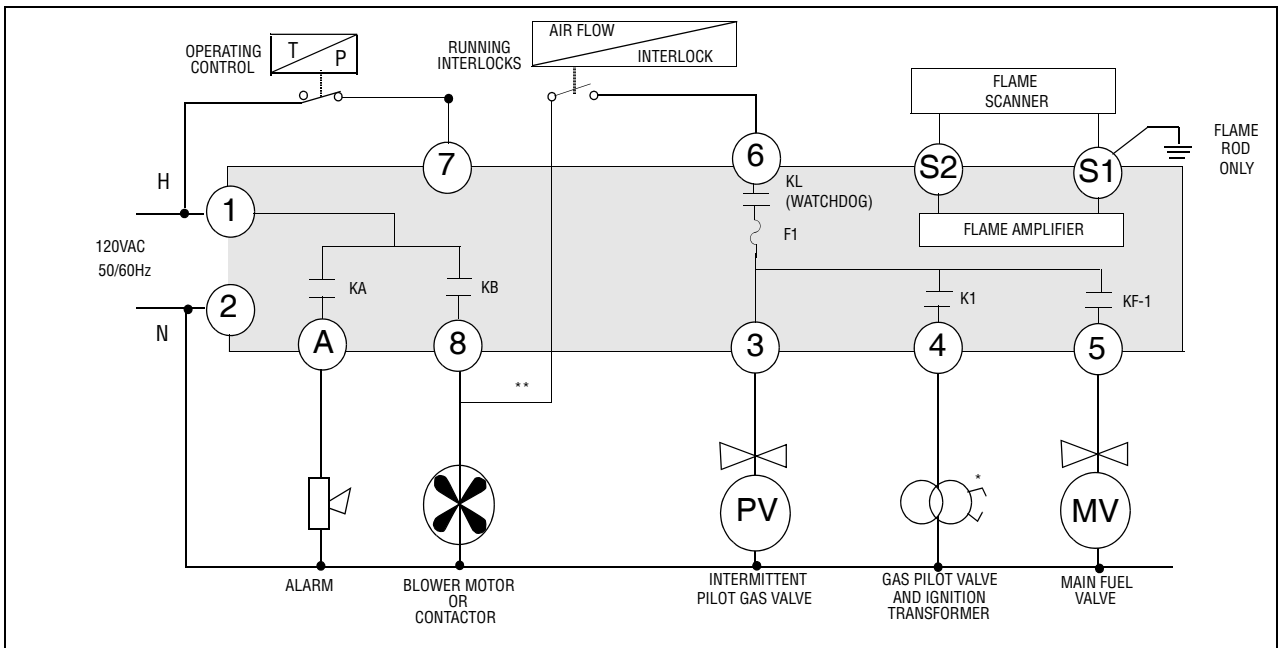 AIR FLOW
INTERLOCK
OPERATING
CONTROL
T
P
RUNNING
INTERLOCKS
FLAME
SCANNER
FLAME
ROD
ONLY
7
6
S2
S1
H
1
KL
(WATCHDOG)
F1
FLAME AMPLIFIER
120VAC
50/60Hz
2
N
KA
KB
K1
KF-1
A
8
3
4
5
**
*
PV
MV
ALARM
BLOWER MOTOR
OR
CONTACTOR
INTERMITTENT
PILOT GAS VALVE
GAS PILOT VALVE
AND IGNITION
TRANSFORMER
MAIN FUEL
VALVE